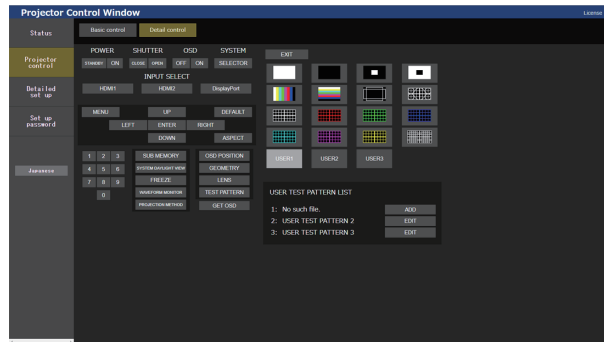 Projector Control Window
License
Status
Projector control
Detailed set up
Set up password
Japanese
Basic control
Detail control
POWER SHUTTER OSD SYSTEM
STANDBY ON CLOSE OPEN OFF ON SELECTOR
INPUT SELECT
HDMI1 HDMI2 DisplayPort
MENU UP DEFAULT
LEFT ENTER RIGHT
DOWN ASPECT
1 2 3 SUB MEMORY OSD POSITION
4 5 6 SYSTEM DAYLIGHT VIEW GEOMETRY
7 8 9 FREEZE LENS
0 WAVEFORM MONITOR TEST PATTERN
PROJECTION METHOD GET OSD
EXIT
USER1 USER2 USER3
USER TEST PATTERN LIST
1: No such file. ADD
2: USER TEST PATTERN 2 EDIT
3: USER TEST PATTERN 3 EDIT